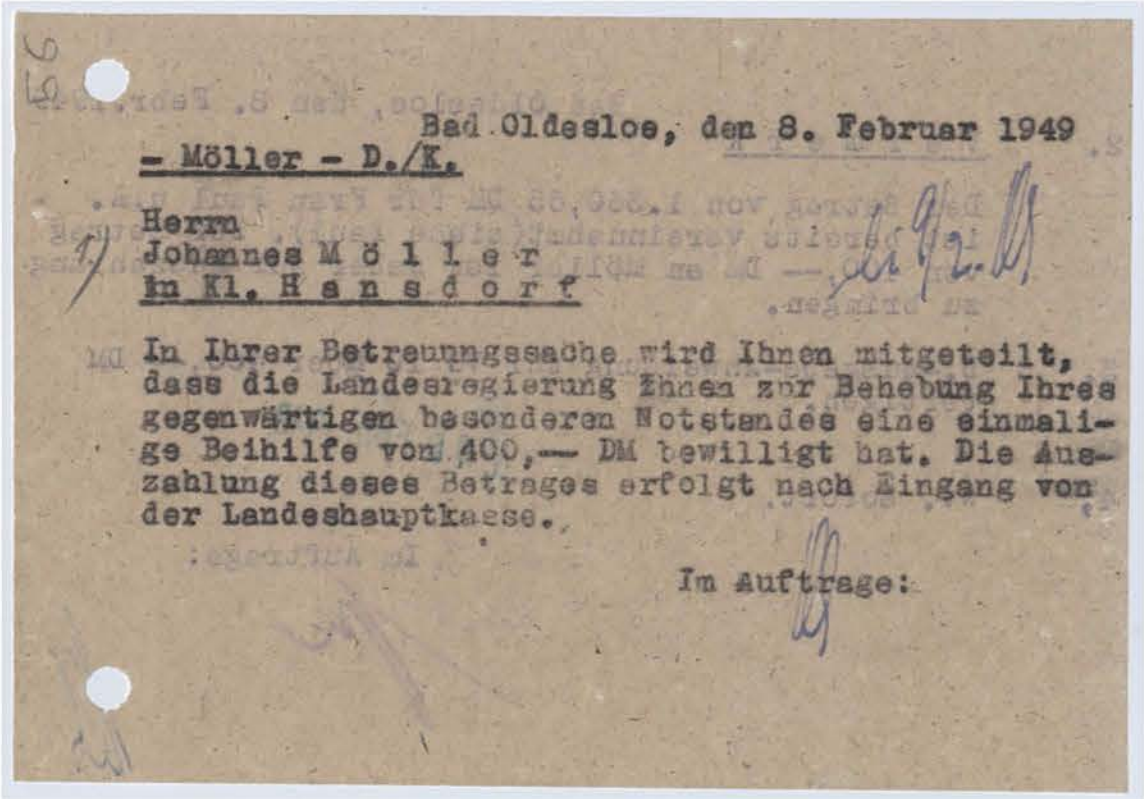 Bad Oldesloe, den 8. Februar 1949
- Möller - D./K.
Herrn
1)
Johannes M ö l l e r
in Kl. H a n s d o r f
In Ihrer Betreuungssache wird Ihnen mitgeteilt,
dass die Landesregierung Ihnen zur Behebung Ihres
gegenwärtigen besonderen Notstandes eine einmali-
ge Beihilfe von 400,-- DM bewilligt hat. Die Aus-
zahlung dieses Betrages erfolgt nach Eingang von
der Landeshauptkasse.
Im Auftrage: